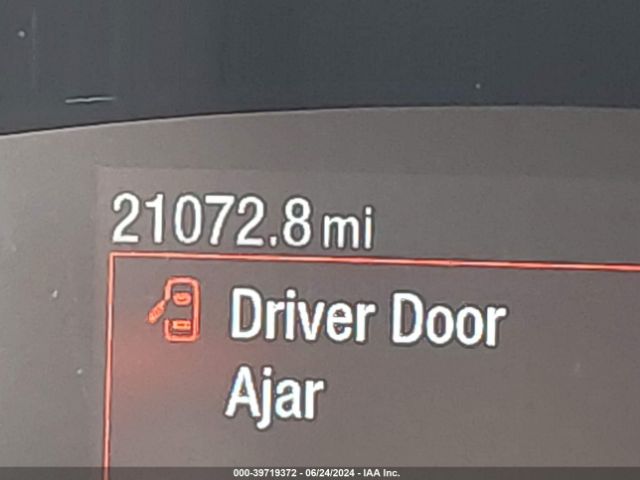 21072.8 mi
Driver Door
Ajar
000-39719372 - 06/24/2024 - IAA Inc.